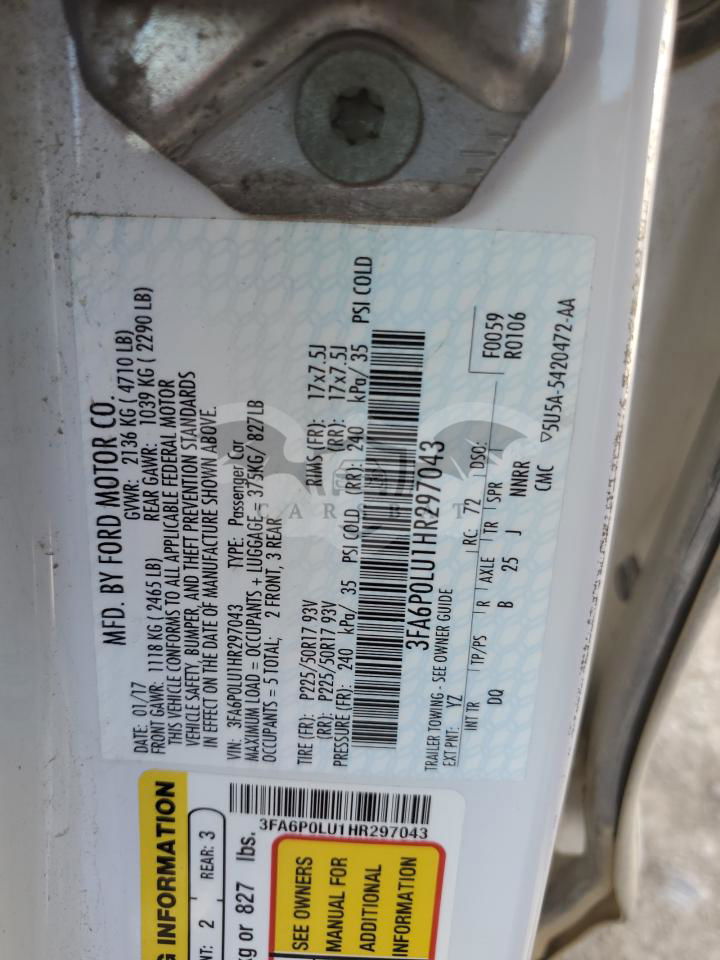 MFD. BY FORD MOTOR CO.
DATE: 01/17 GVWR: 2136 KG ( 4710 LB)
FRONT GAWR: 1118 KG ( 2465 LB) REAR GAWR: 1039 KG ( 2290 LB)
THIS VEHICLE CONFORMS TO ALL APPLICABLE FEDERAL MOTOR
VEHICLE SAFETY, BUMPER, AND THEFT PREVENTION STANDARDS
IN EFFECT ON THE DATE OF MANUFACTURE SHOWN ABOVE.
VIN: 3FA6P0LU1HR297043 TYPE: Passenger Car
MAXIMUM LOAD = OCCUPANTS + LUGGAGE = 375KG/ 827LB
OCCUPANTS = 5 TOTAL; 2 FRONT, 3 REAR
TIRE (FR): P225/50R17 93V RIMS (FR): 17x7.5J
(RR): P225/50R17 93V (RR): 17x7.5J
PRESSURE (FR): 240 kPa/ 35 PSI COLD (RR): 240 kPa/ 35 PSI COLD
3FA6P0LU1HR297043
F0059
R0106
TRAILER TOWING - SEE OWNER GUIDE
EXT PNT: YZ RC: 72 DSO:
INT TR TP/PS R AXLE TR SPR
DQ B 25 J NNRR
CMC ▽5U5A-5420472-AA
CARSBT
3FA6P0LU1HR297043
G INFORMATION
NT: 2 REAR: 3
kg or 827 lbs.
SEE OWNERS
MANUAL FOR
ADDITIONAL
INFORMATION